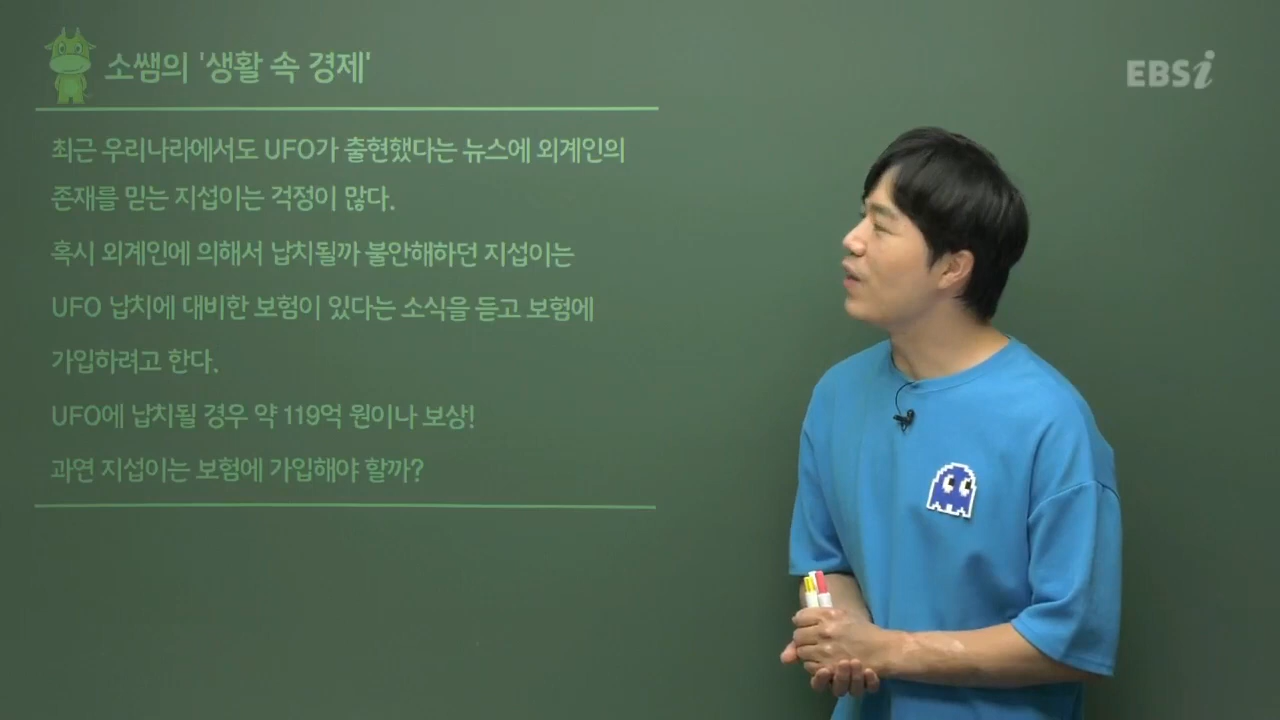 소쌤의 '생활 속 경제'
EBSi
최근 우리나라에서도 UFO가 출현했다는 뉴스에 외계인의
존재를 믿는 지섭이는 걱정이 많다.
혹시 외계인에 의해서 납치될까 불안해하던 지섭이는
UFO 납치에 대비한 보험이 있다는 소식을 듣고 보험에
가입하려고 한다.
UFO에 납치될 경우 약 119억 원이나 보상!
과연 지섭이는 보험에 가입해야 할까?